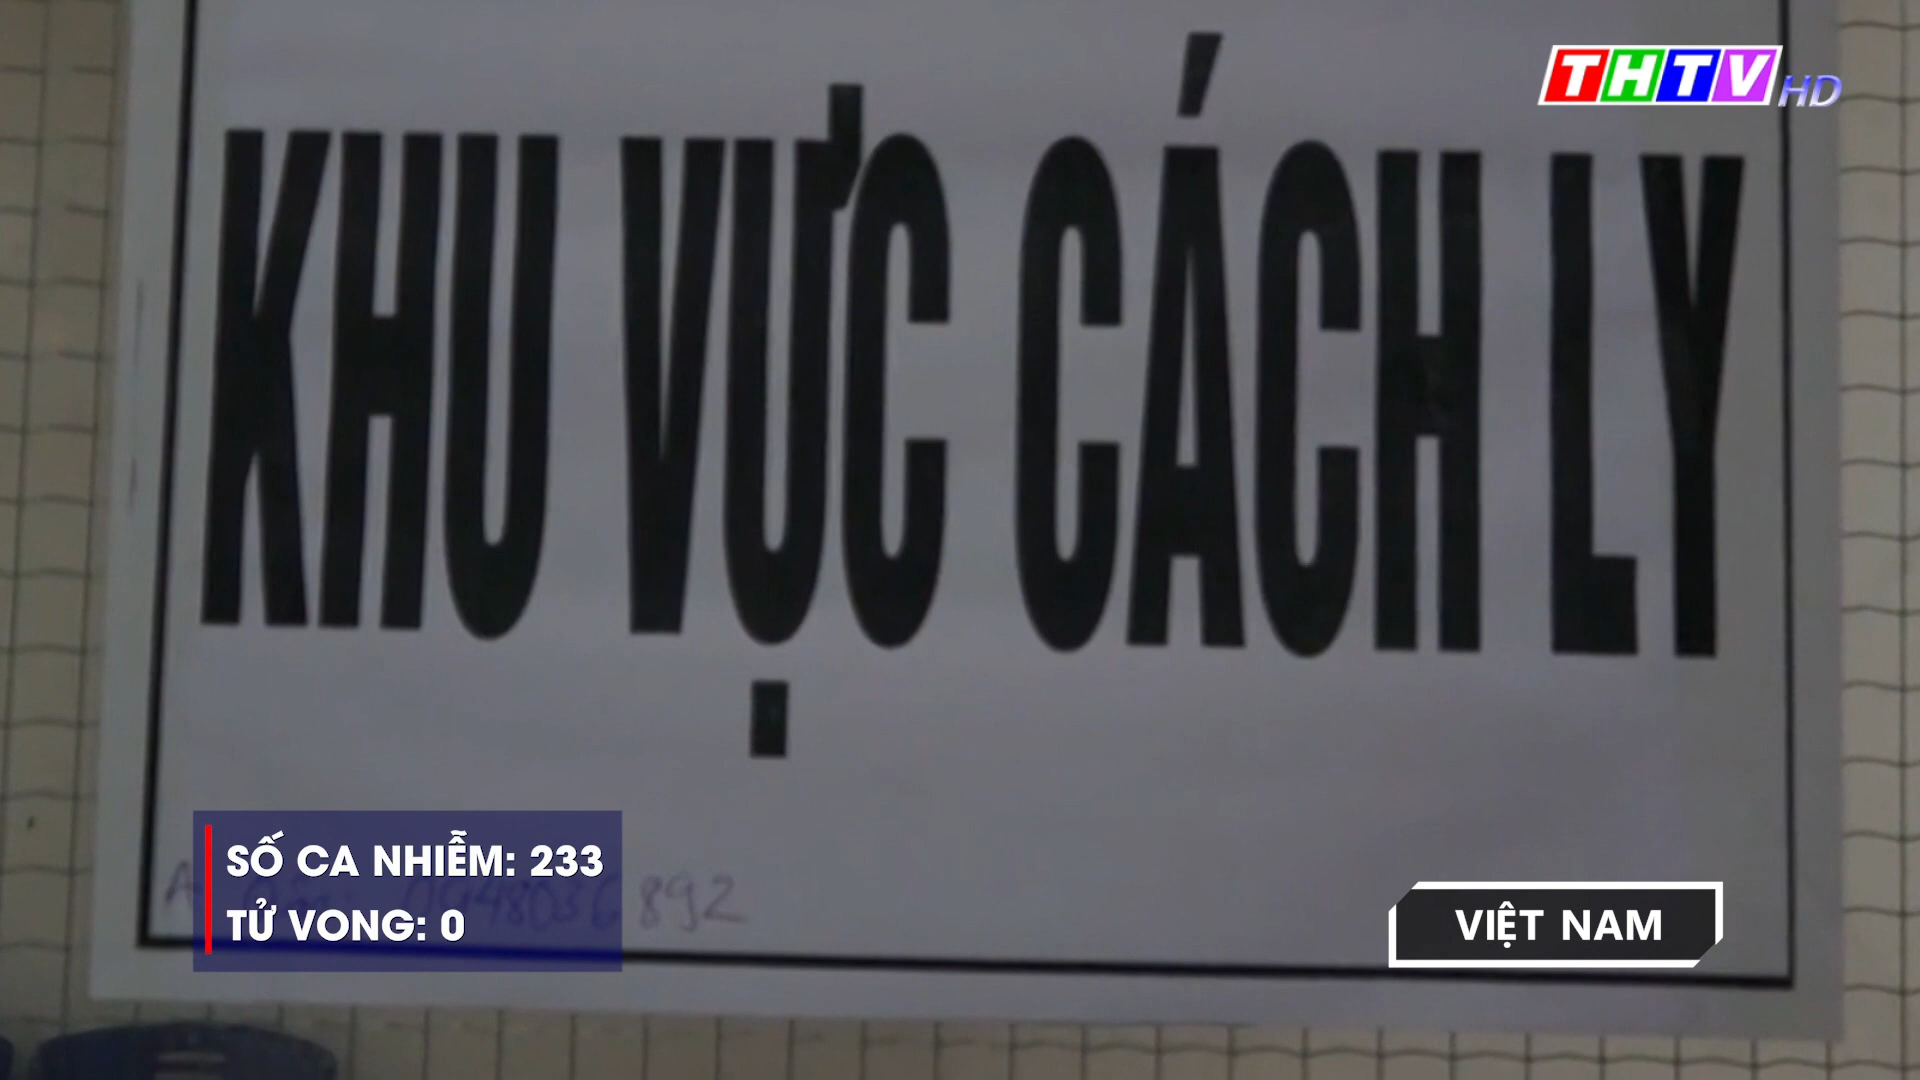 THTV HD
KHU VỰC CÁCH LY
SỐ CA NHIỄM: 233
TỬ VONG: 0
VIỆT NAM